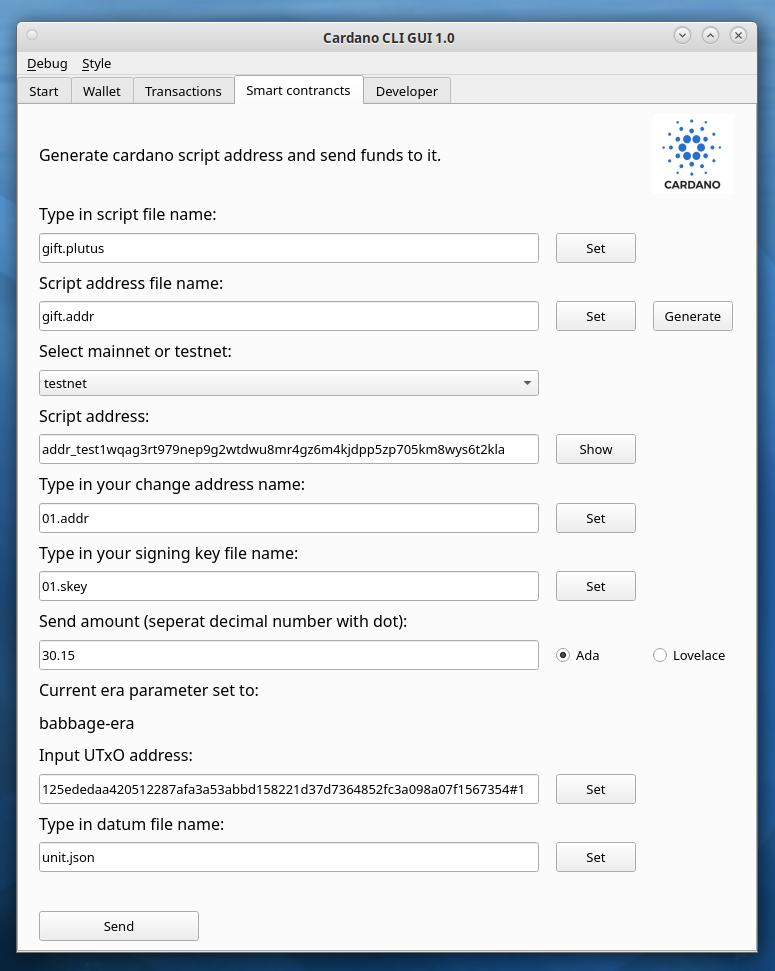 Cardano CLI GUI 1.0
Debug Style
Start Wallet Transactions Smart contrancts Developer
Generate cardano script address and send funds to it.
CARDANO
Type in script file name:
gift.plutus Set
Script address file name:
gift.addr Set Generate
Select mainnet or testnet:
testnet
Script address:
addr_test1wqag3rt979nep9g2wtdwu8mr4gz6m4kjdpp5zp705km8wys6t2kla Show
Type in your change address name:
01.addr Set
Type in your signing key file name:
01.skey Set
Send amount (seperat decimal number with dot):
30.15 Ada Lovelace
Current era parameter set to:
babbage-era
Input UTxO address:
125ededaa420512287afa3a53abbd158221d37d7364852fc3a098a07f1567354#1 Set
Type in datum file name:
unit.json Set
Send